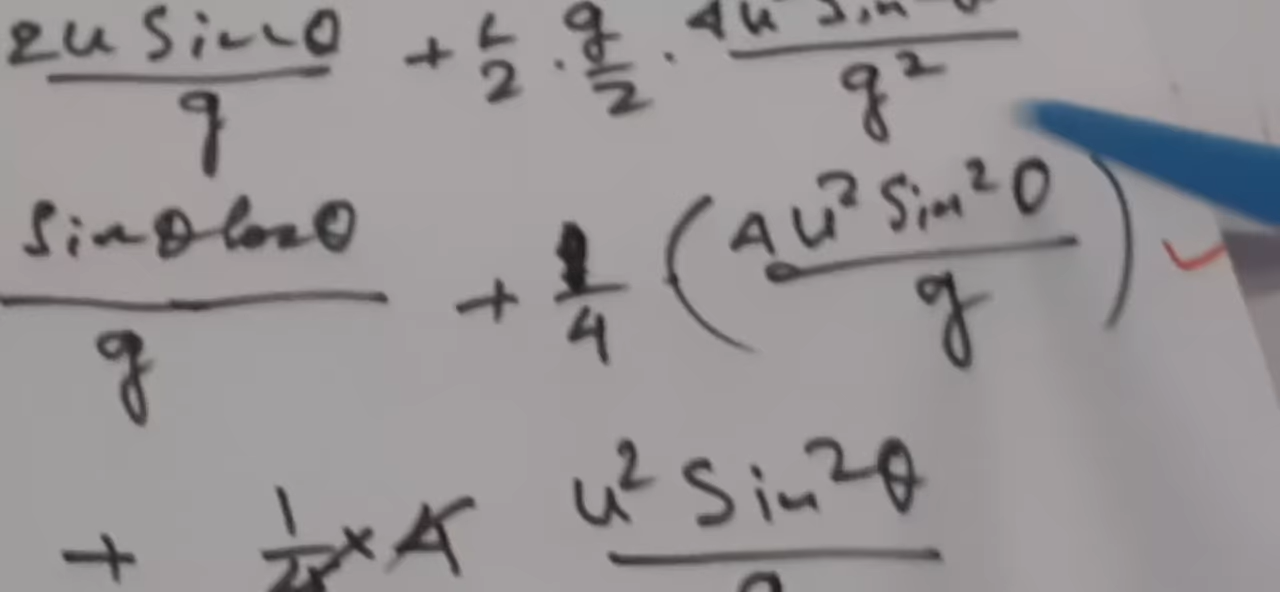 2u sinθ / g + 1/2 · g/2 · 4u² sin²θ / g²
sinθ cosθ / g + 1/4 ( 4u² sin²θ / g )
+ 1/2 × 4 u² sin²θ